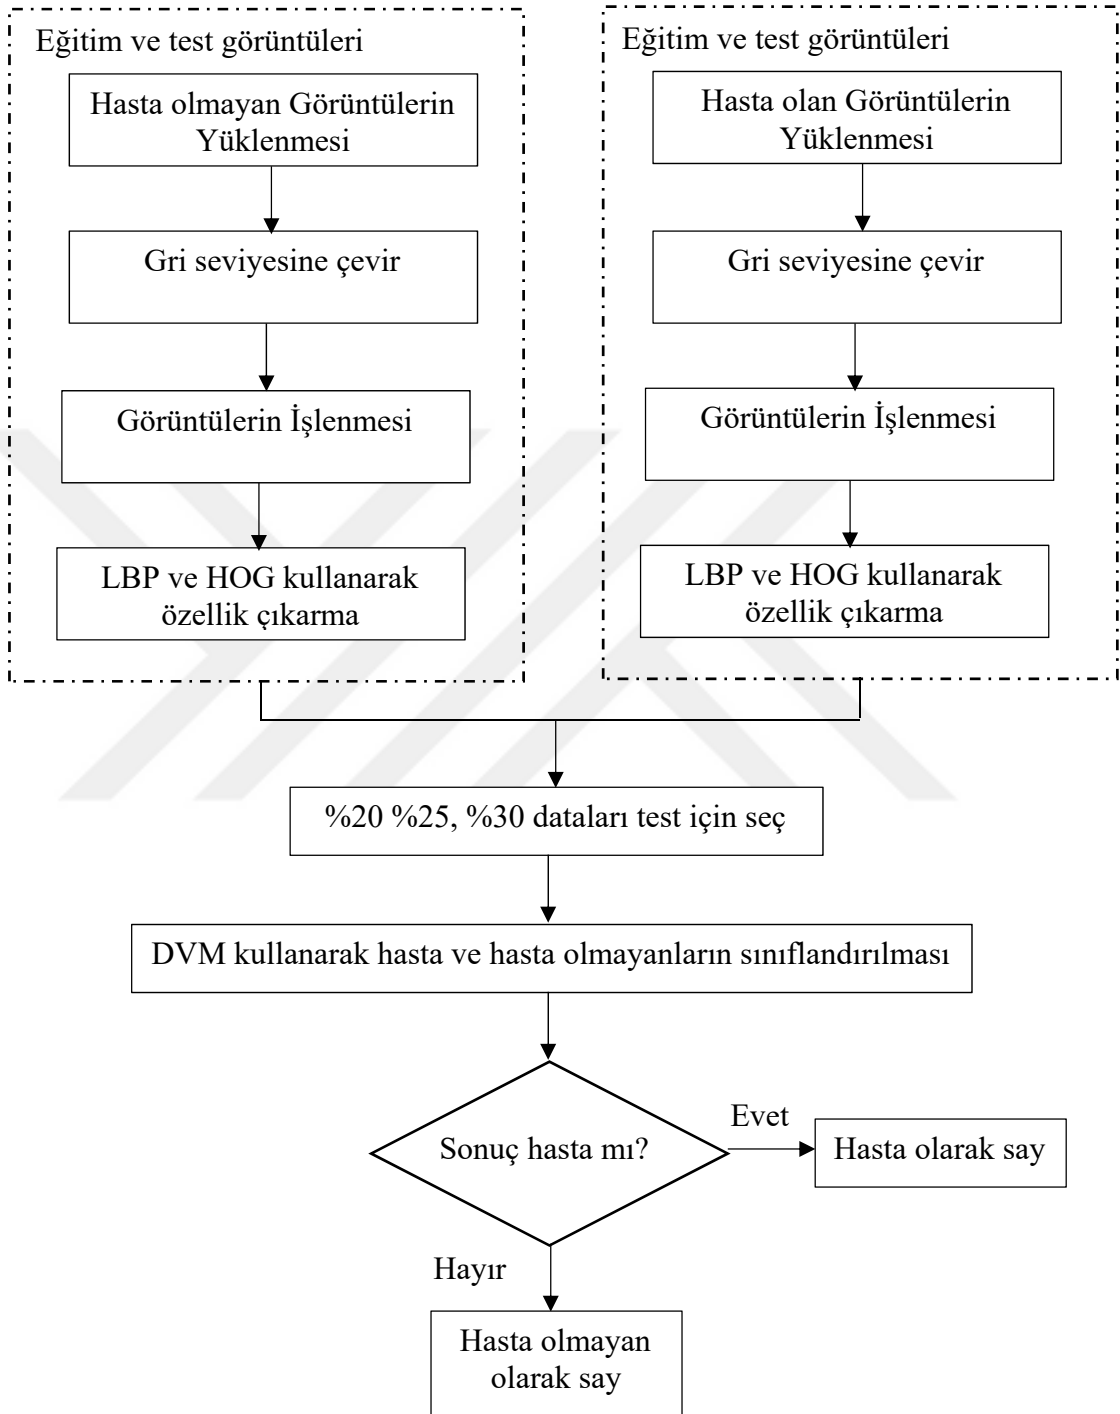 Eğitim ve test görüntüleri
Hasta olmayan Görüntülerin
Yüklenmesi
Gri seviyesine çevir
Görüntülerin İşlenmesi
LBP ve HOG kullanarak
özellik çıkarma
Eğitim ve test görüntüleri
Hasta olan Görüntülerin
Yüklenmesi
Gri seviyesine çevir
Görüntülerin İşlenmesi
LBP ve HOG kullanarak
özellik çıkarma
%20 %25, %30 dataları test için seç
DVM kullanarak hasta ve hasta olmayanların sınıflandırılması
Sonuç hasta mı?
Evet
Hasta olarak say
Hayır
Hasta olmayan
olarak say